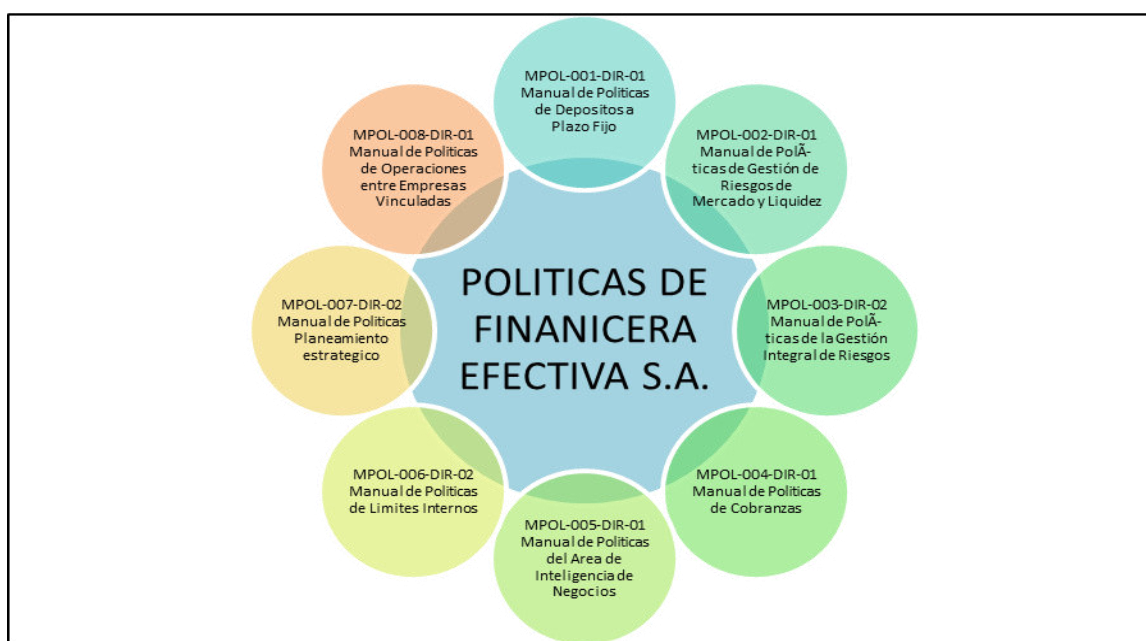 MPOL-001-DIR-01
Manual de Politicas
de Depositos a
Plazo Fijo
MPOL-002-DIR-01
Manual de PolÃ-
ticas de Gestión de
Riesgos de
Mercado y Liquidez
MPOL-003-DIR-02
Manual de PolÃ-
ticas de la Gestión
Integral de Riesgos
MPOL-004-DIR-01
Manual de Politicas
de Cobranzas
MPOL-005-DIR-01
Manual de Politicas
del Area de
Inteligencia de
Negocios
MPOL-006-DIR-02
Manual de Politicas
de Limites Internos
MPOL-007-DIR-02
Manual de Politicas
Planeamiento
estrategico
MPOL-008-DIR-01
Manual de Politicas
de Operaciones
entre Empresas
Vinculadas
POLITICAS DE
FINANICERA
EFECTIVA S.A.